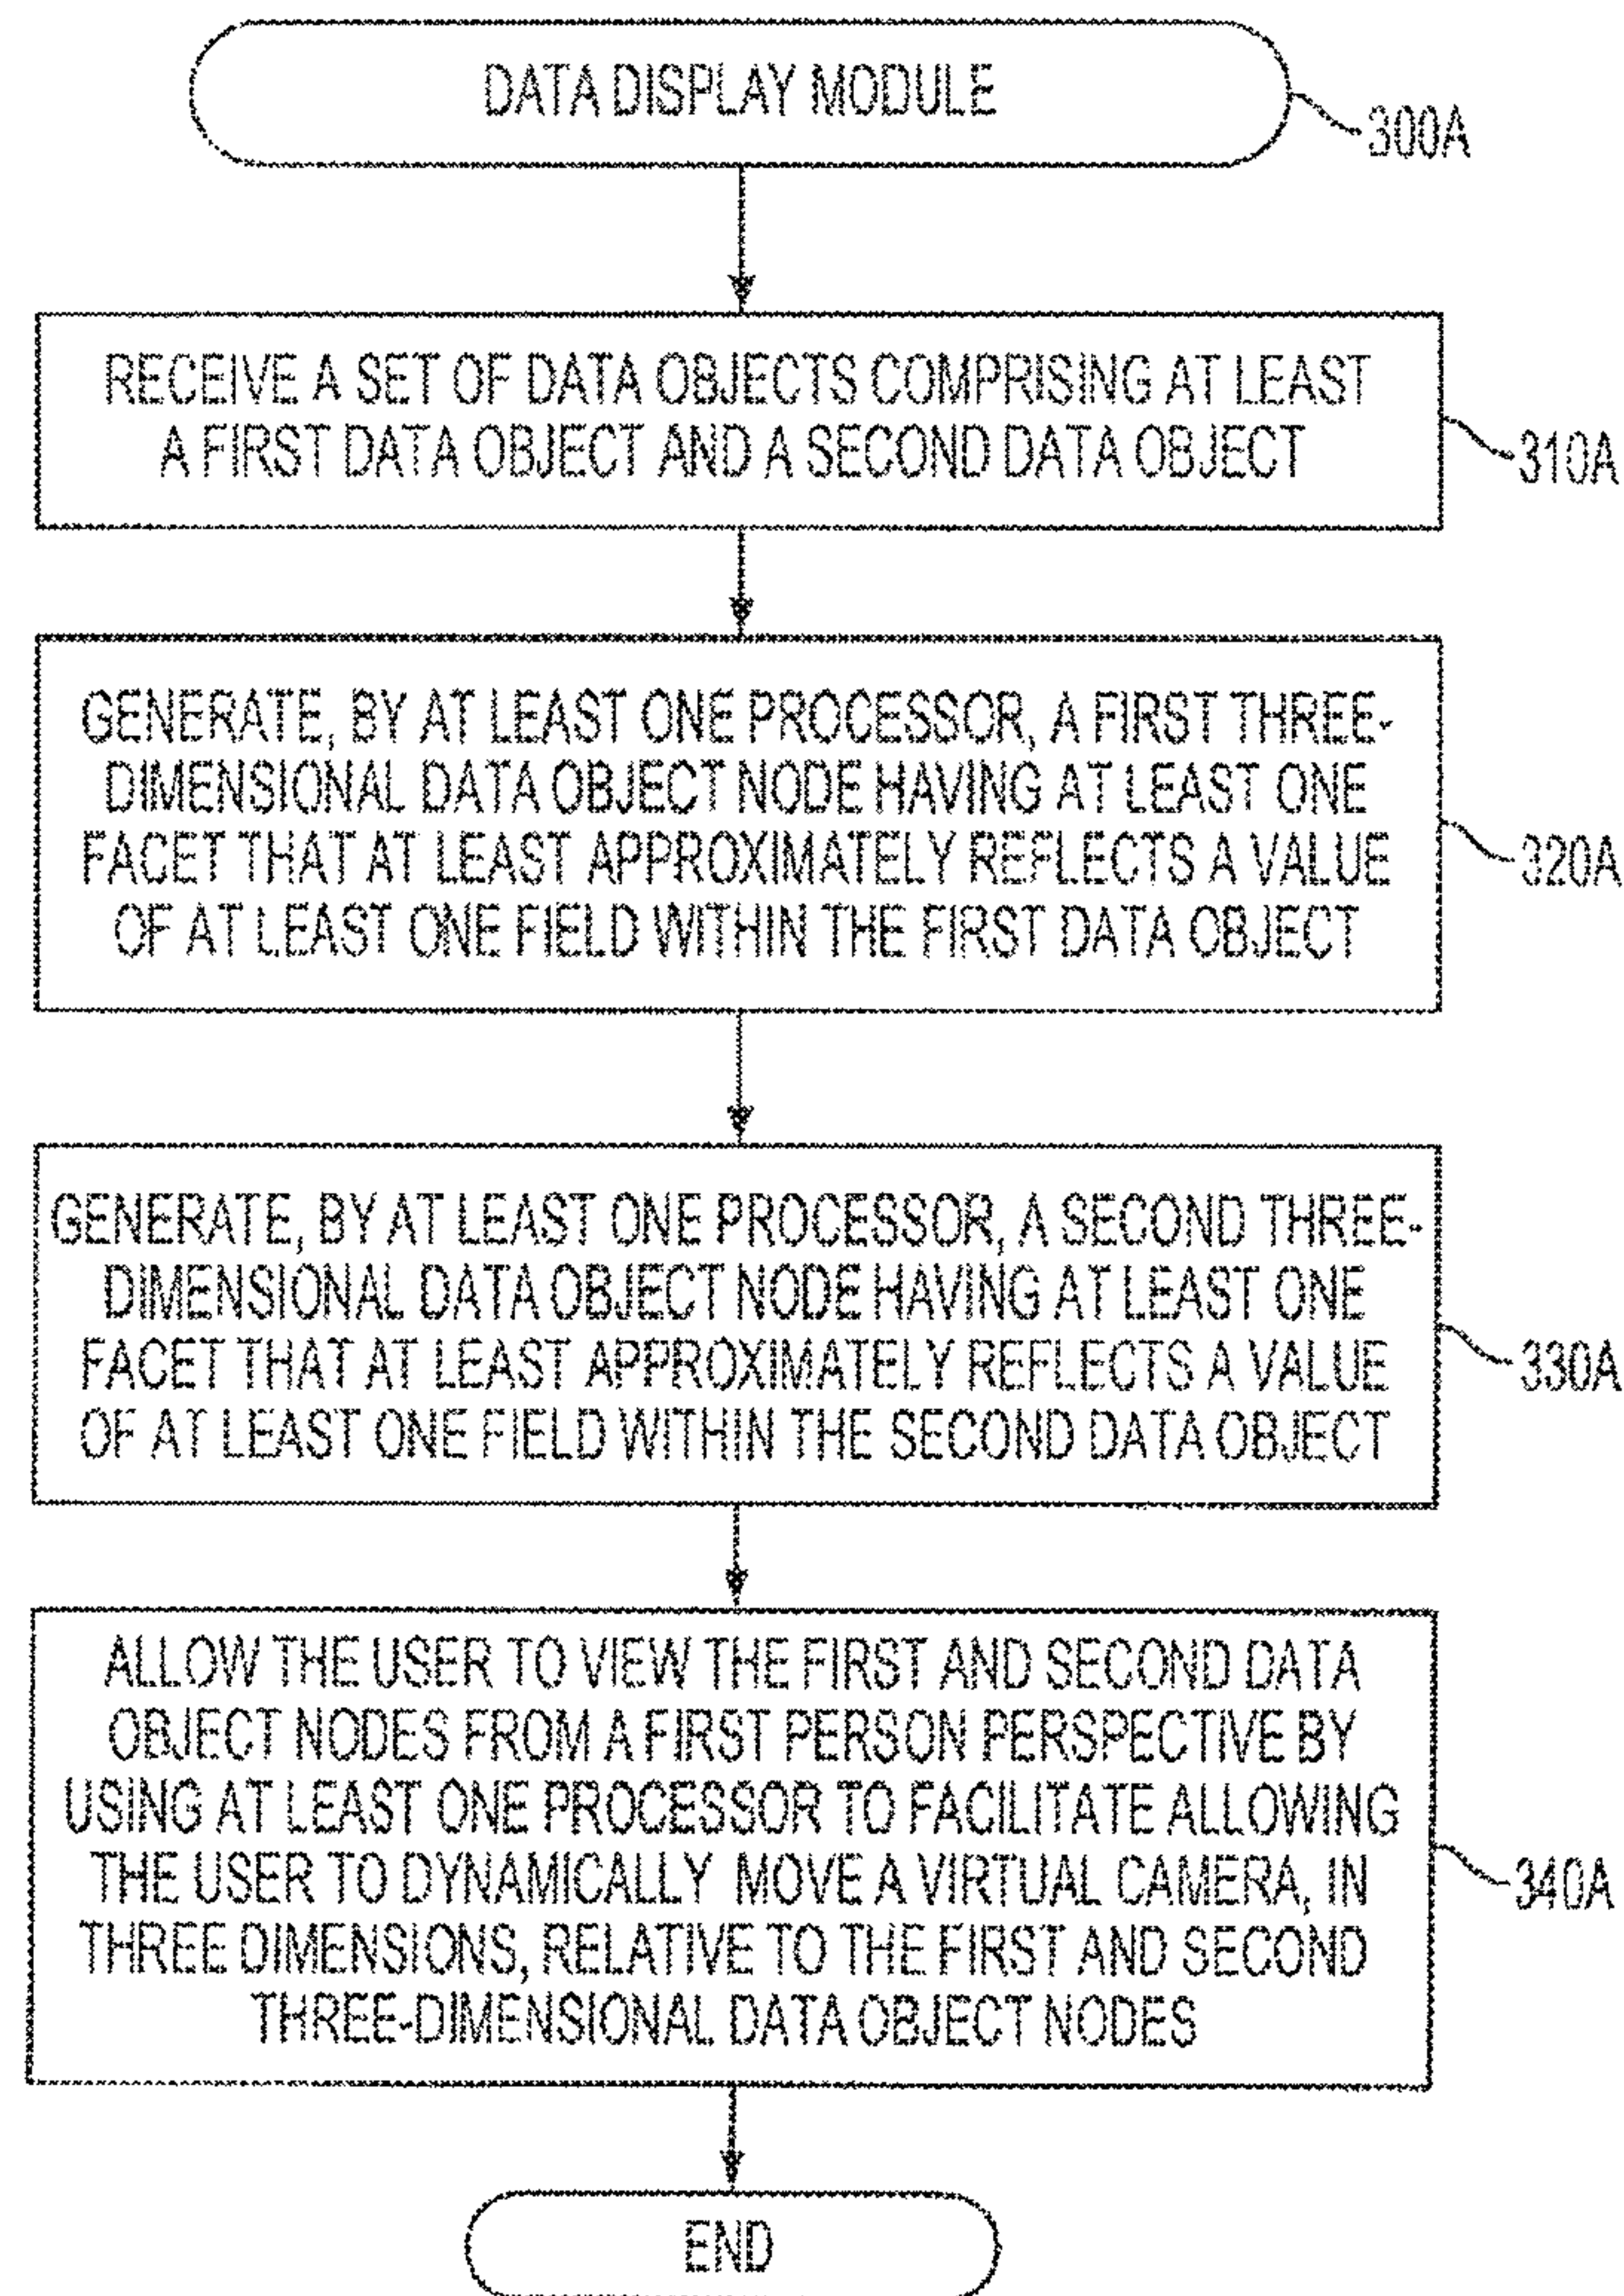 DATA DISPLAY MODULE
300A
RECEIVE A SET OF DATA OBJECTS COMPRISING AT LEAST
A FIRST DATA OBJECT AND A SECOND DATA OBJECT
310A
GENERATE, BY AT LEAST ONE PROCESSOR, A FIRST THREE-
DIMENSIONAL DATA OBJECT NODE HAVING AT LEAST ONE
FACET THAT AT LEAST APPROXIMATELY REFLECTS A VALUE
OF AT LEAST ONE FIELD WITHIN THE FIRST DATA OBJECT
320A
GENERATE, BY AT LEAST ONE PROCESSOR, A SECOND THREE-
DIMENSIONAL DATA OBJECT NODE HAVING AT LEAST ONE
FACET THAT AT LEAST APPROXIMATELY REFLECTS A VALUE
OF AT LEAST ONE FIELD WITHIN THE SECOND DATA OBJECT
330A
ALLOW THE USER TO VIEW THE FIRST AND SECOND DATA
OBJECT NODES FROM A FIRST PERSON PERSPECTIVE BY
USING AT LEAST ONE PROCESSOR TO FACILITATE ALLOWING
THE USER TO DYNAMICALLY MOVE A VIRTUAL CAMERA, IN
THREE DIMENSIONS, RELATIVE TO THE FIRST AND SECOND
THREE-DIMENSIONAL DATA OBJECT NODES
340A
END